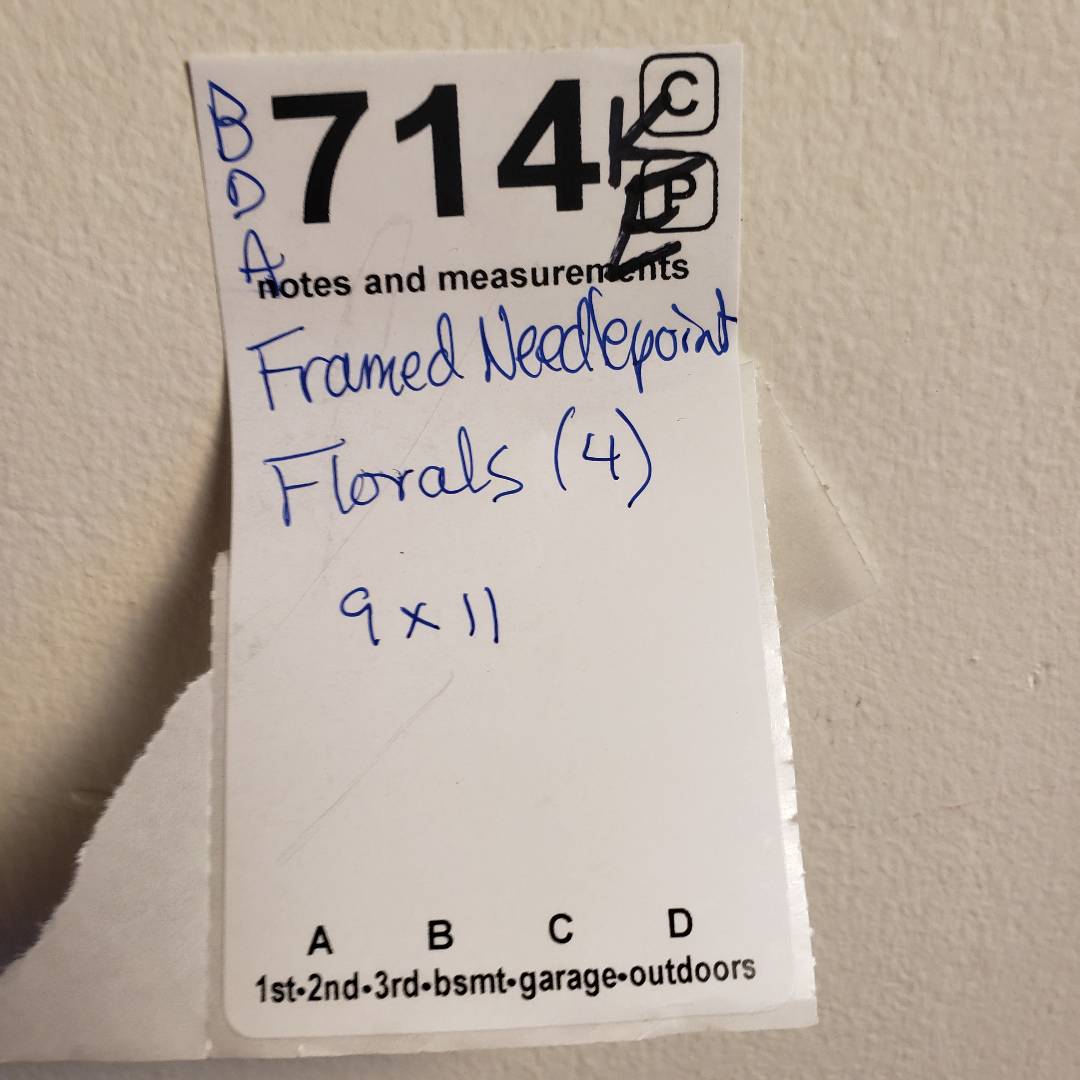 B
D
A
714 C
P
notes and measurements
Framed Needlepoint
Florals (4)
9 x 11
A B C D
1st•2nd•3rd•bsmt•garage•outdoors